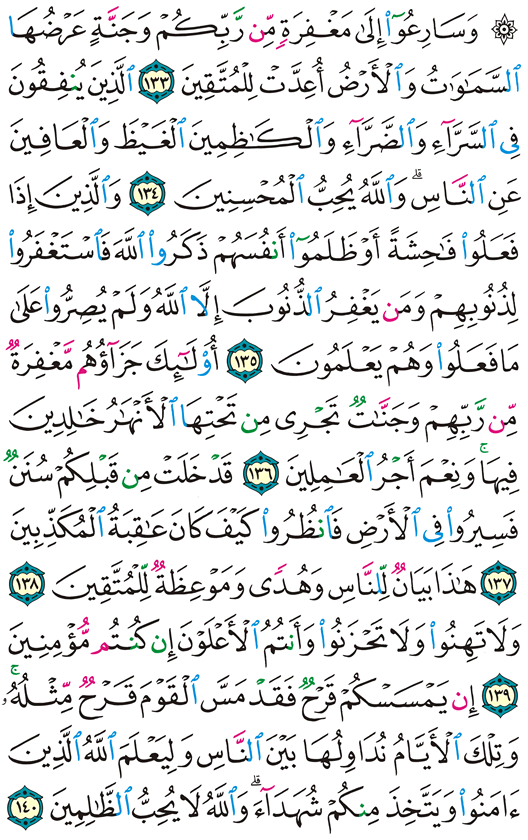 ۞ وَسَارِعُوٓا۟ إِلَىٰ مَغْفِرَةٍ مِّن رَّبِّكُمْ وَجَنَّةٍ عَرْضُهَا
ٱلسَّمَـٰوَٰتُ وَٱلْأَرْضُ أُعِدَّتْ لِلْمُتَّقِينَ ١٣٣ ٱلَّذِينَ يُنفِقُونَ
فِى ٱلسَّرَّآءِ وَٱلضَّرَّآءِ وَٱلْكَـٰظِمِينَ ٱلْغَيْظَ وَٱلْعَافِينَ
عَنِ ٱلنَّاسِ ۗ وَٱللَّهُ يُحِبُّ ٱلْمُحْسِنِينَ ١٣٤ وَٱلَّذِينَ إِذَا
فَعَلُوا۟ فَـٰحِشَةً أَوْ ظَلَمُوٓا۟ أَنفُسَهُمْ ذَكَرُوا۟ ٱللَّهَ فَٱسْتَغْفَرُوا۟
لِذُنُوبِهِمْ وَمَن يَغْفِرُ ٱلذُّنُوبَ إِلَّا ٱللَّهُ وَلَمْ يُصِرُّوا۟ عَلَىٰ
مَا فَعَلُوا۟ وَهُمْ يَعْلَمُونَ ١٣٥ أُو۟لَـٰٓئِكَ جَزَآؤُهُم مَّغْفِرَةٌ
مِّن رَّبِّهِمْ وَجَنَّـٰتٌ تَجْرِى مِن تَحْتِهَا ٱلْأَنْهَـٰرُ خَـٰلِدِينَ
فِيهَا ۚ وَنِعْمَ أَجْرُ ٱلْعَـٰمِلِينَ ١٣٦ قَدْ خَلَتْ مِن قَبْلِكُمْ سُنَنٌ
فَسِيرُوا۟ فِى ٱلْأَرْضِ فَٱنظُرُوا۟ كَيْفَ كَانَ عَـٰقِبَةُ ٱلْمُكَذِّبِينَ
١٣٧ هَـٰذَا بَيَانٌ لِّلنَّاسِ وَهُدًى وَمَوْعِظَةٌ لِّلْمُتَّقِينَ ١٣٨
وَلَا تَهِنُوا۟ وَلَا تَحْزَنُوا۟ وَأَنتُمُ ٱلْأَعْلَوْنَ إِن كُنتُم مُّؤْمِنِينَ
١٣٩ إِن يَمْسَسْكُمْ قَرْحٌ فَقَدْ مَسَّ ٱلْقَوْمَ قَرْحٌ مِّثْلُهُۥ ۚ
وَتِلْكَ ٱلْأَيَّامُ نُدَاوِلُهَا بَيْنَ ٱلنَّاسِ وَلِيَعْلَمَ ٱللَّهُ ٱلَّذِينَ
ءَامَنُوا۟ وَيَتَّخِذَ مِنكُمْ شُهَدَآءَ ۗ وَٱللَّهُ لَا يُحِبُّ ٱلظَّـٰلِمِينَ ١٤٠